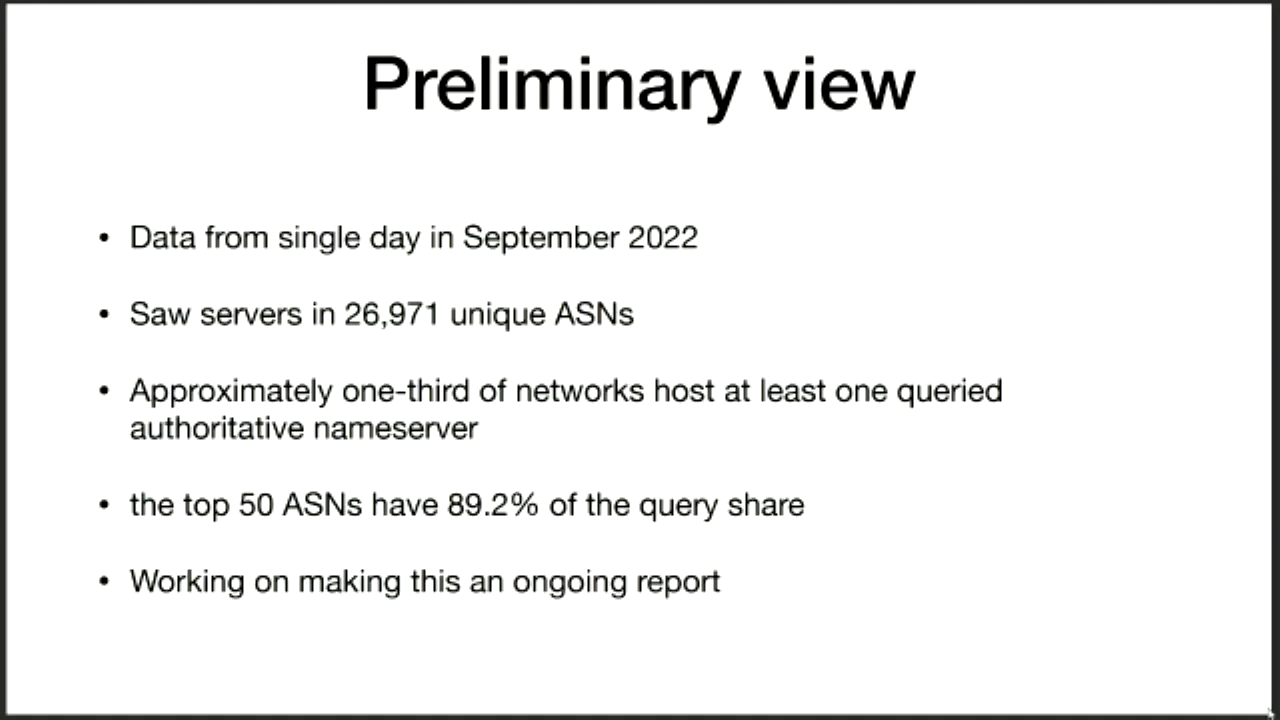 Preliminary view
• Data from single day in September 2022
• Saw servers in 26,971 unique ASNs
• Approximately one-third of networks host at least one queried
authoritative nameserver
• the top 50 ASNs have 89.2% of the query share
• Working on making this an ongoing report